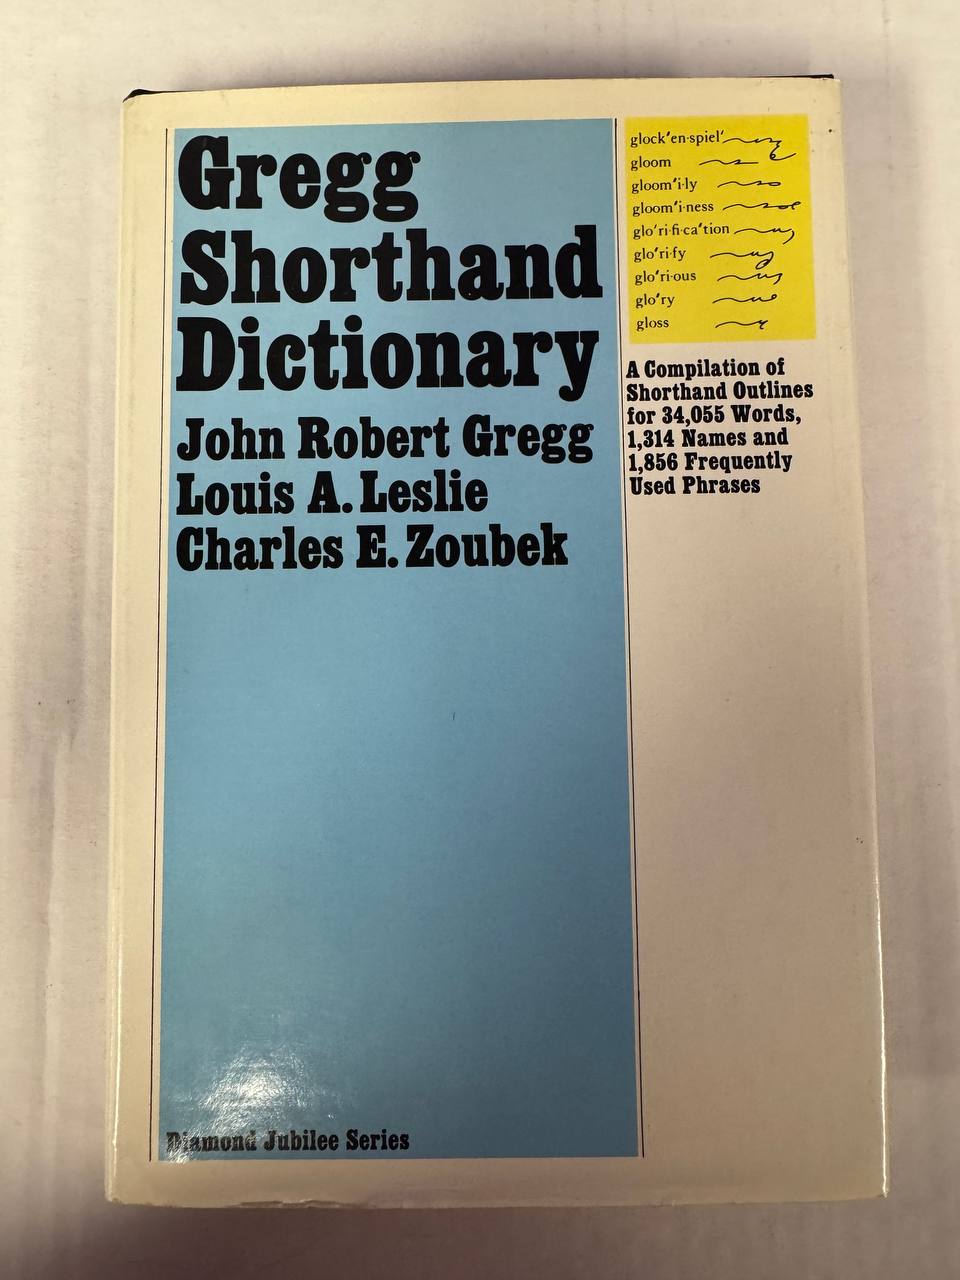 Gregg
Shorthand
Dictionary
John Robert Gregg
Louis A. Leslie
Charles E. Zoubek
Diamond Jubilee Series
glock′en·spiel′
gloom
gloom′i·ly
gloom′i·ness
glo′ri·fi·ca′tion
glo′ri·fy
glo′ri·ous
glo′ry
gloss
A Compilation of
Shorthand Outlines
for 34,055 Words,
1,314 Names and
1,856 Frequently
Used Phrases